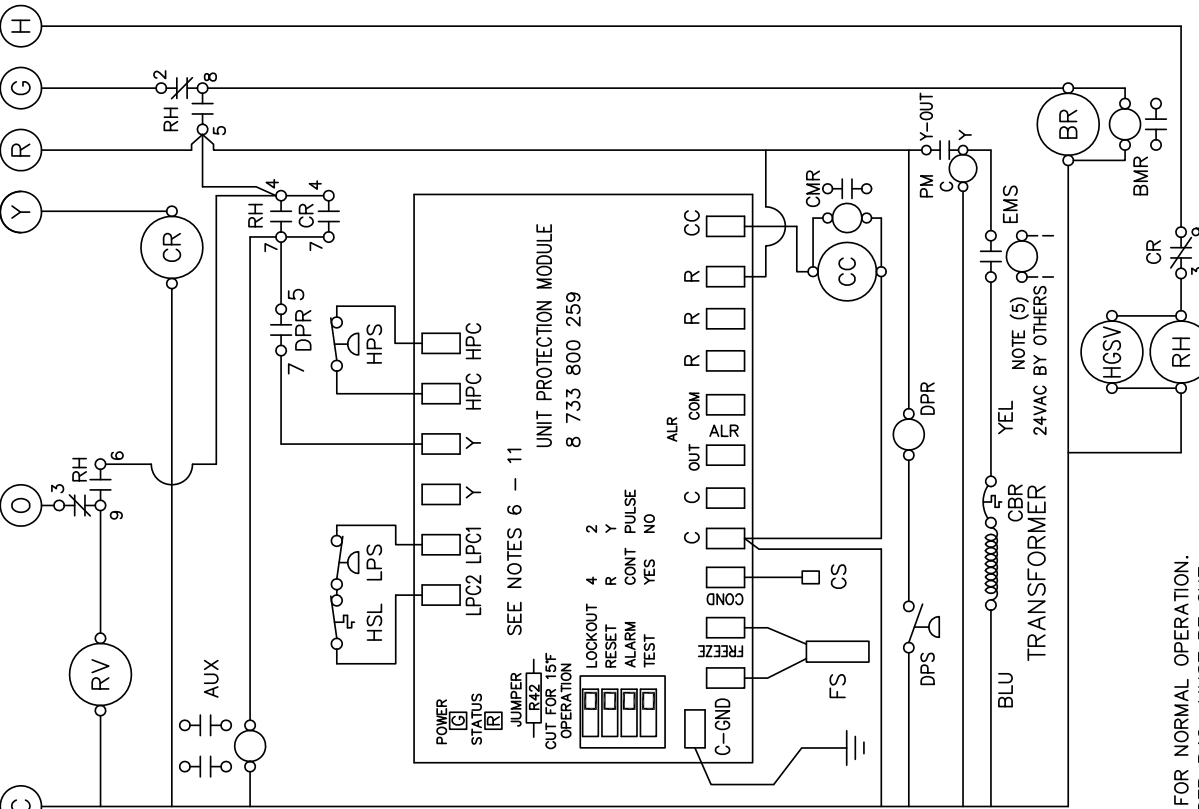 H
G
R
Y
O
C
2
8
RH
5
4
4
RH
CR
7
7
CR
DPR 5
7
3
RH
6
9
RV
AUX
HPS
LPS
HSL
HPC
HPC
Y
Y
LPC1
LPC2
UNIT PROTECTION MODULE
8 733 800 259
SEE NOTES 6 - 11
POWER
G
STATUS
R
JUMPER
R42
CUT FOR 15°F
OPERATION
LOCKOUT 4 2
RESET R Y
ALARM CONT PULSE
TEST YES NO
CC
R
R
R
COM
ALR
ALR
OUT
C
C
COND
FREEZE
C-GND
CMR
CC
CS
FS
DPR
DPS
Y-OUT
PM
C
Y
EMS
NOTE (5)
24VAC BY OTHERS
YEL
CBR
TRANSFORMER
BLU
BR
BMR
CR
9
3
HGSV
RH
FOR NORMAL OPERATION.